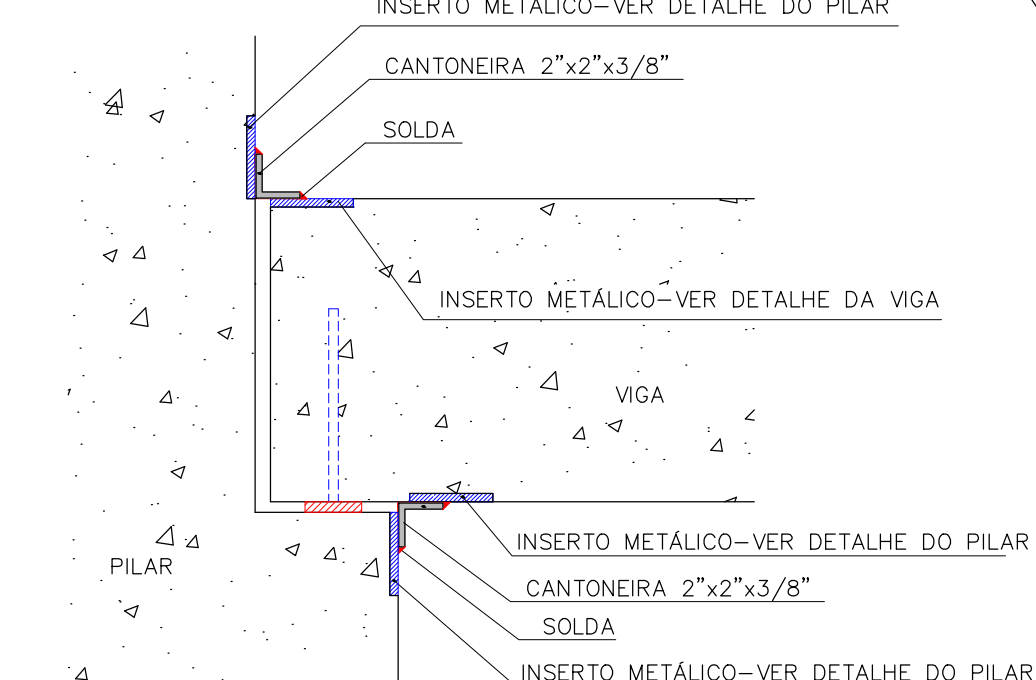 INSERTO METÁLICO-VER DETALHE DO PILAR
CANTONEIRA 2"x2"x3/8"
SOLDA
INSERTO METÁLICO-VER DETALHE DA VIGA
VIGA
INSERTO METÁLICO-VER DETALHE DO PILAR
PILAR
CANTONEIRA 2"x2"x3/8"
SOLDA
INSERTO METÁLICO-VER DETALHE DO PILAR